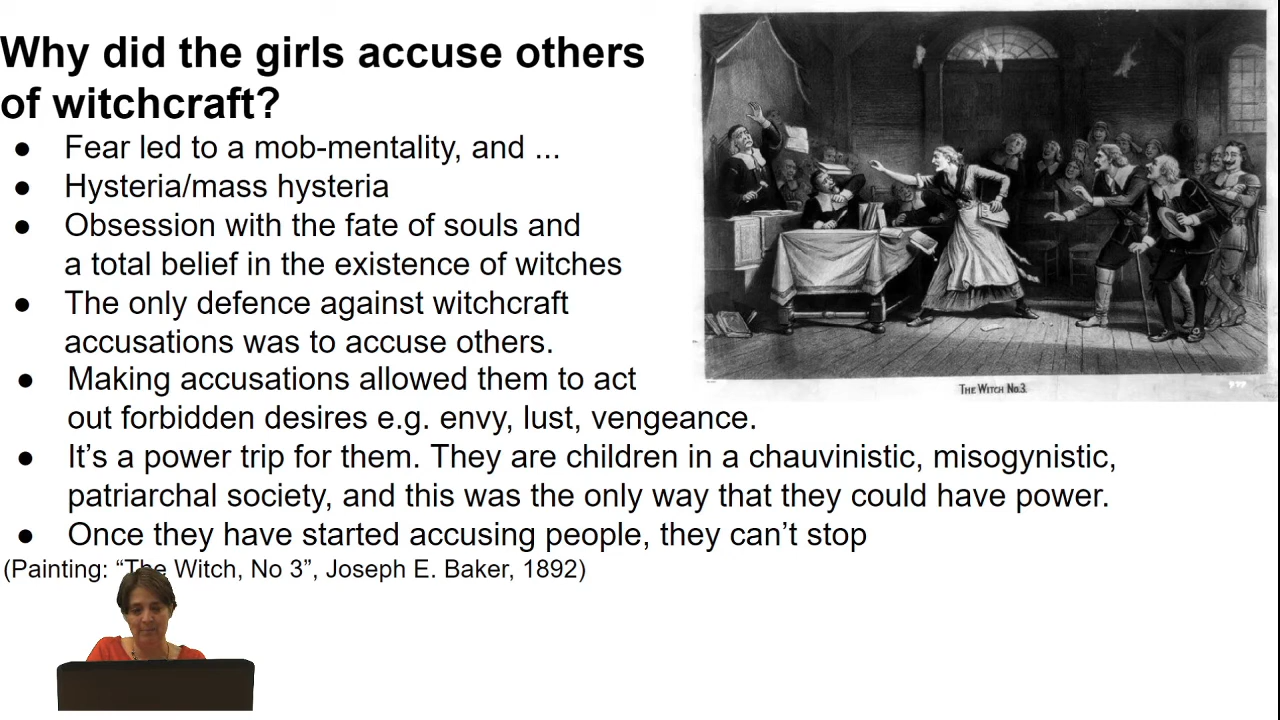 Why did the girls accuse others
of witchcraft?
● Fear led to a mob-mentality, and ...
● Hysteria/mass hysteria
● Obsession with the fate of souls and
a total belief in the existence of witches
● The only defence against witchcraft
accusations was to accuse others.
● Making accusations allowed them to act
out forbidden desires e.g. envy, lust, vengeance.
● It’s a power trip for them. They are children in a chauvinistic, misogynistic,
patriarchal society, and this was the only way that they could have power.
● Once they have started accusing people, they can’t stop
(Painting: “The Witch, No 3”, Joseph E. Baker, 1892)
The Witch No.3.